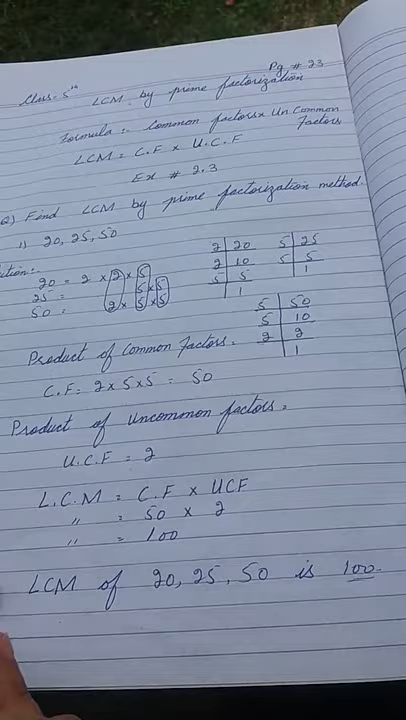 Pg # 23
Class. 5th LCM by prime factorization
Formula:- Common factors x Un Common Factors
LCM = C.F x U.C.F
Ex # 2.3
Q) Find LCM by prime factorization method.
i) 20, 25, 50
ution:-
20 = 2 x 2 x 5
25 = 5 x 5
50 = 2 x 5 x 5
2 | 20
2 | 10
5 | 5
1
5 | 25
5 | 5
1
5 | 50
5 | 10
2 | 2
1
Product of Common Factors.
C.F = 2 x 5 x 5 = 50
Product of Uncommon factors.
U.C.F = 2
L.C.M = C.F x UCF
" = 50 x 2
" = 100
LCM of 20, 25, 50 is 100.